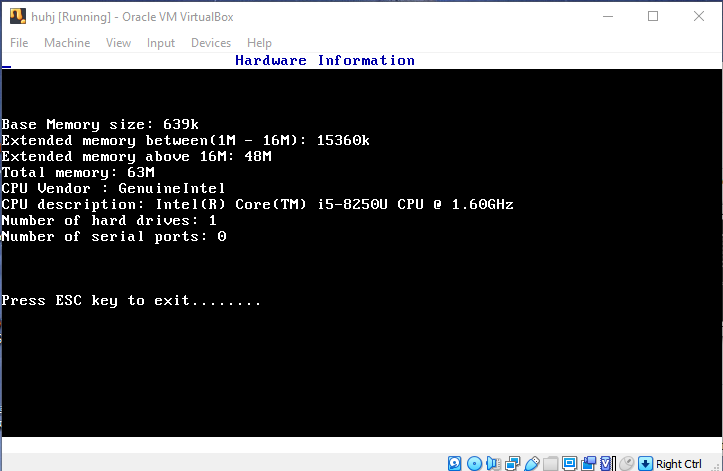 huhj [Running] - Oracle VM VirtualBox
File Machine View Input Devices Help
Hardware Information
Base Memory size: 639k
Extended memory between(1M - 16M): 15360k
Extended memory above 16M: 48M
Total memory: 63M
CPU Vendor : GenuineIntel
CPU description: Intel(R) Core(TM) i5-8250U CPU @ 1.60GHz
Number of hard drives: 1
Number of serial ports: 0
Press ESC key to exit........
Right Ctrl